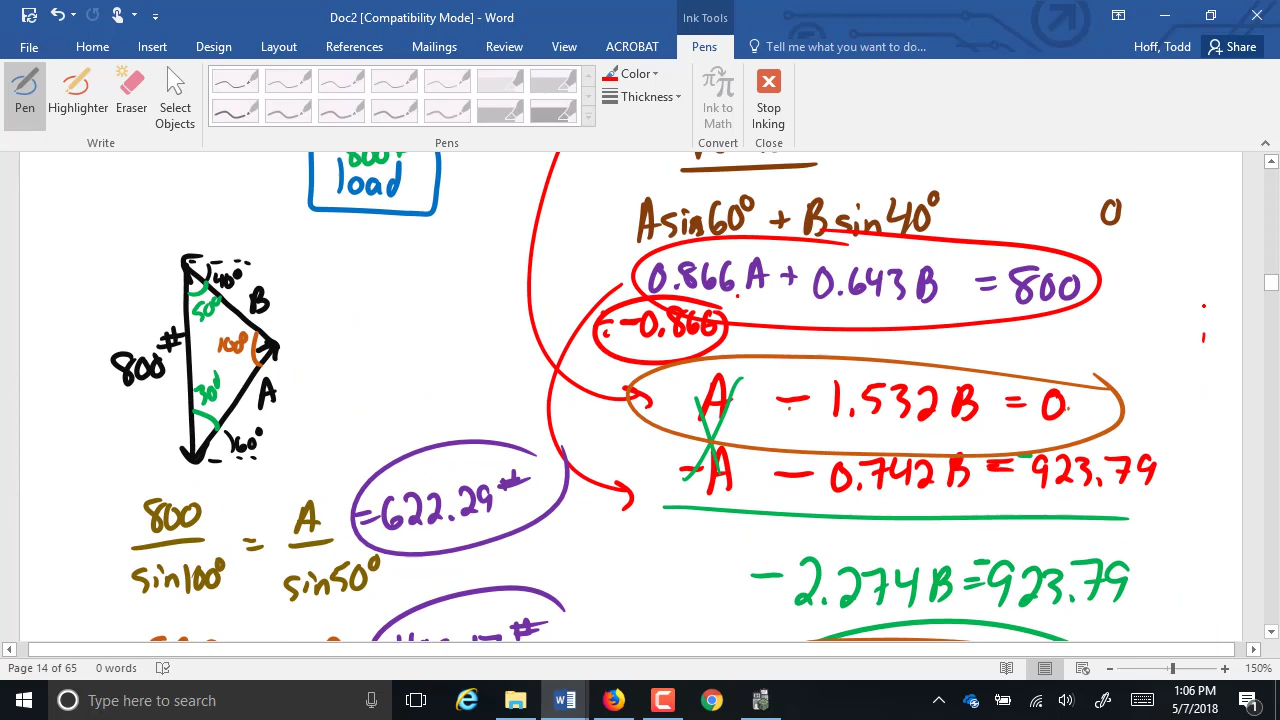 Doc2 [Compatibility Mode] - Word
Ink Tools
File Home Insert Design Layout References Mailings Review View ACROBAT Pens Tell me what you want to do... Hoff, Todd Share
Pen Highlighter Eraser Select Objects
Color
Thickness
Ink to Math
Stop Inking
Write Pens Convert Close
load
Asin60° + Bsin40° 0
0.866A + 0.643B = 800
÷ -0.866
A - 1.532B = 0
-A - 0.742B = -923.79
-2.274B = -923.79
40°
50°
B
100°
800#
A
30°
60°
800 / sin100° = A / sin50° = 622.29#
Page 14 of 65 0 words 150%
Type here to search
1:06 PM
5/7/2018
1